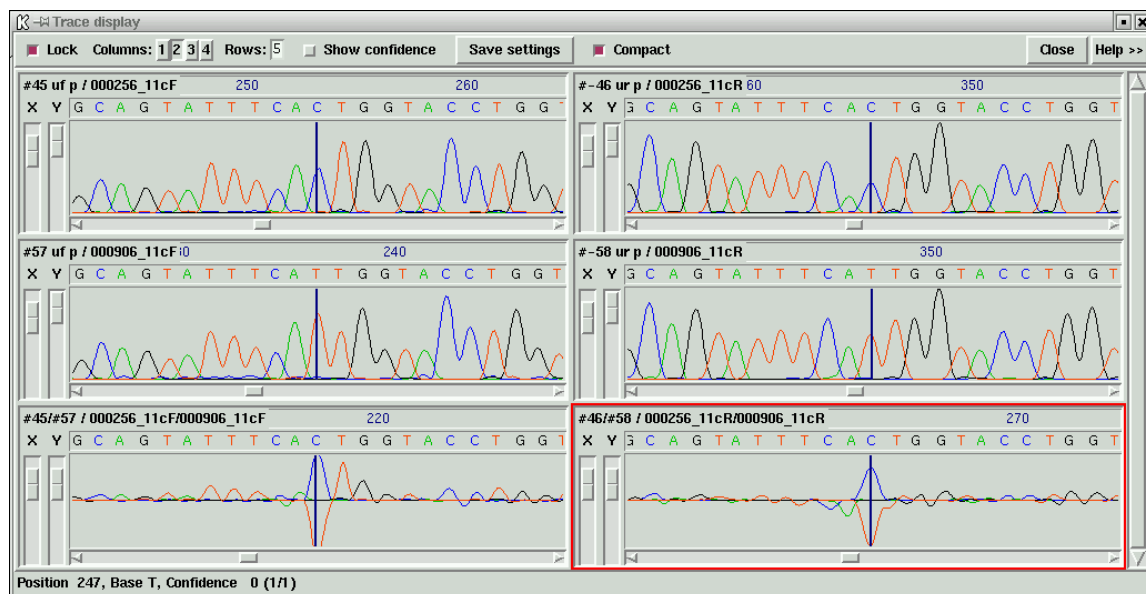 Trace display
Lock Columns: 1 2 3 4 Rows: 5 Show confidence Save settings Compact Close Help >>
#45 uf p / 000256_11cF 250 260
X Y G C A G T A T T T C A C T G G T A C C T G G T
#-46 ur p / 000256_11cR 60 350
X Y G C A G T A T T T C A C T G G T A C C T G G T
#57 uf p / 000906_11cF 30 240
X Y G C A G T A T T T C A T T G G T A C C T G G T
#-58 ur p / 000906_11cR 350
X Y G C A G T A T T T C A T T G G T A C C T G G T
#45/#57 / 000256_11cF/000906_11cF 220
X Y G C A G T A T T T C A C T G G T A C C T G G T
#46/#58 / 000256_11cR/000906_11cR 270
X Y G C A G T A T T T C A C T G G T A C C T G G T
Position 247, Base T, Confidence 0 (1/1)